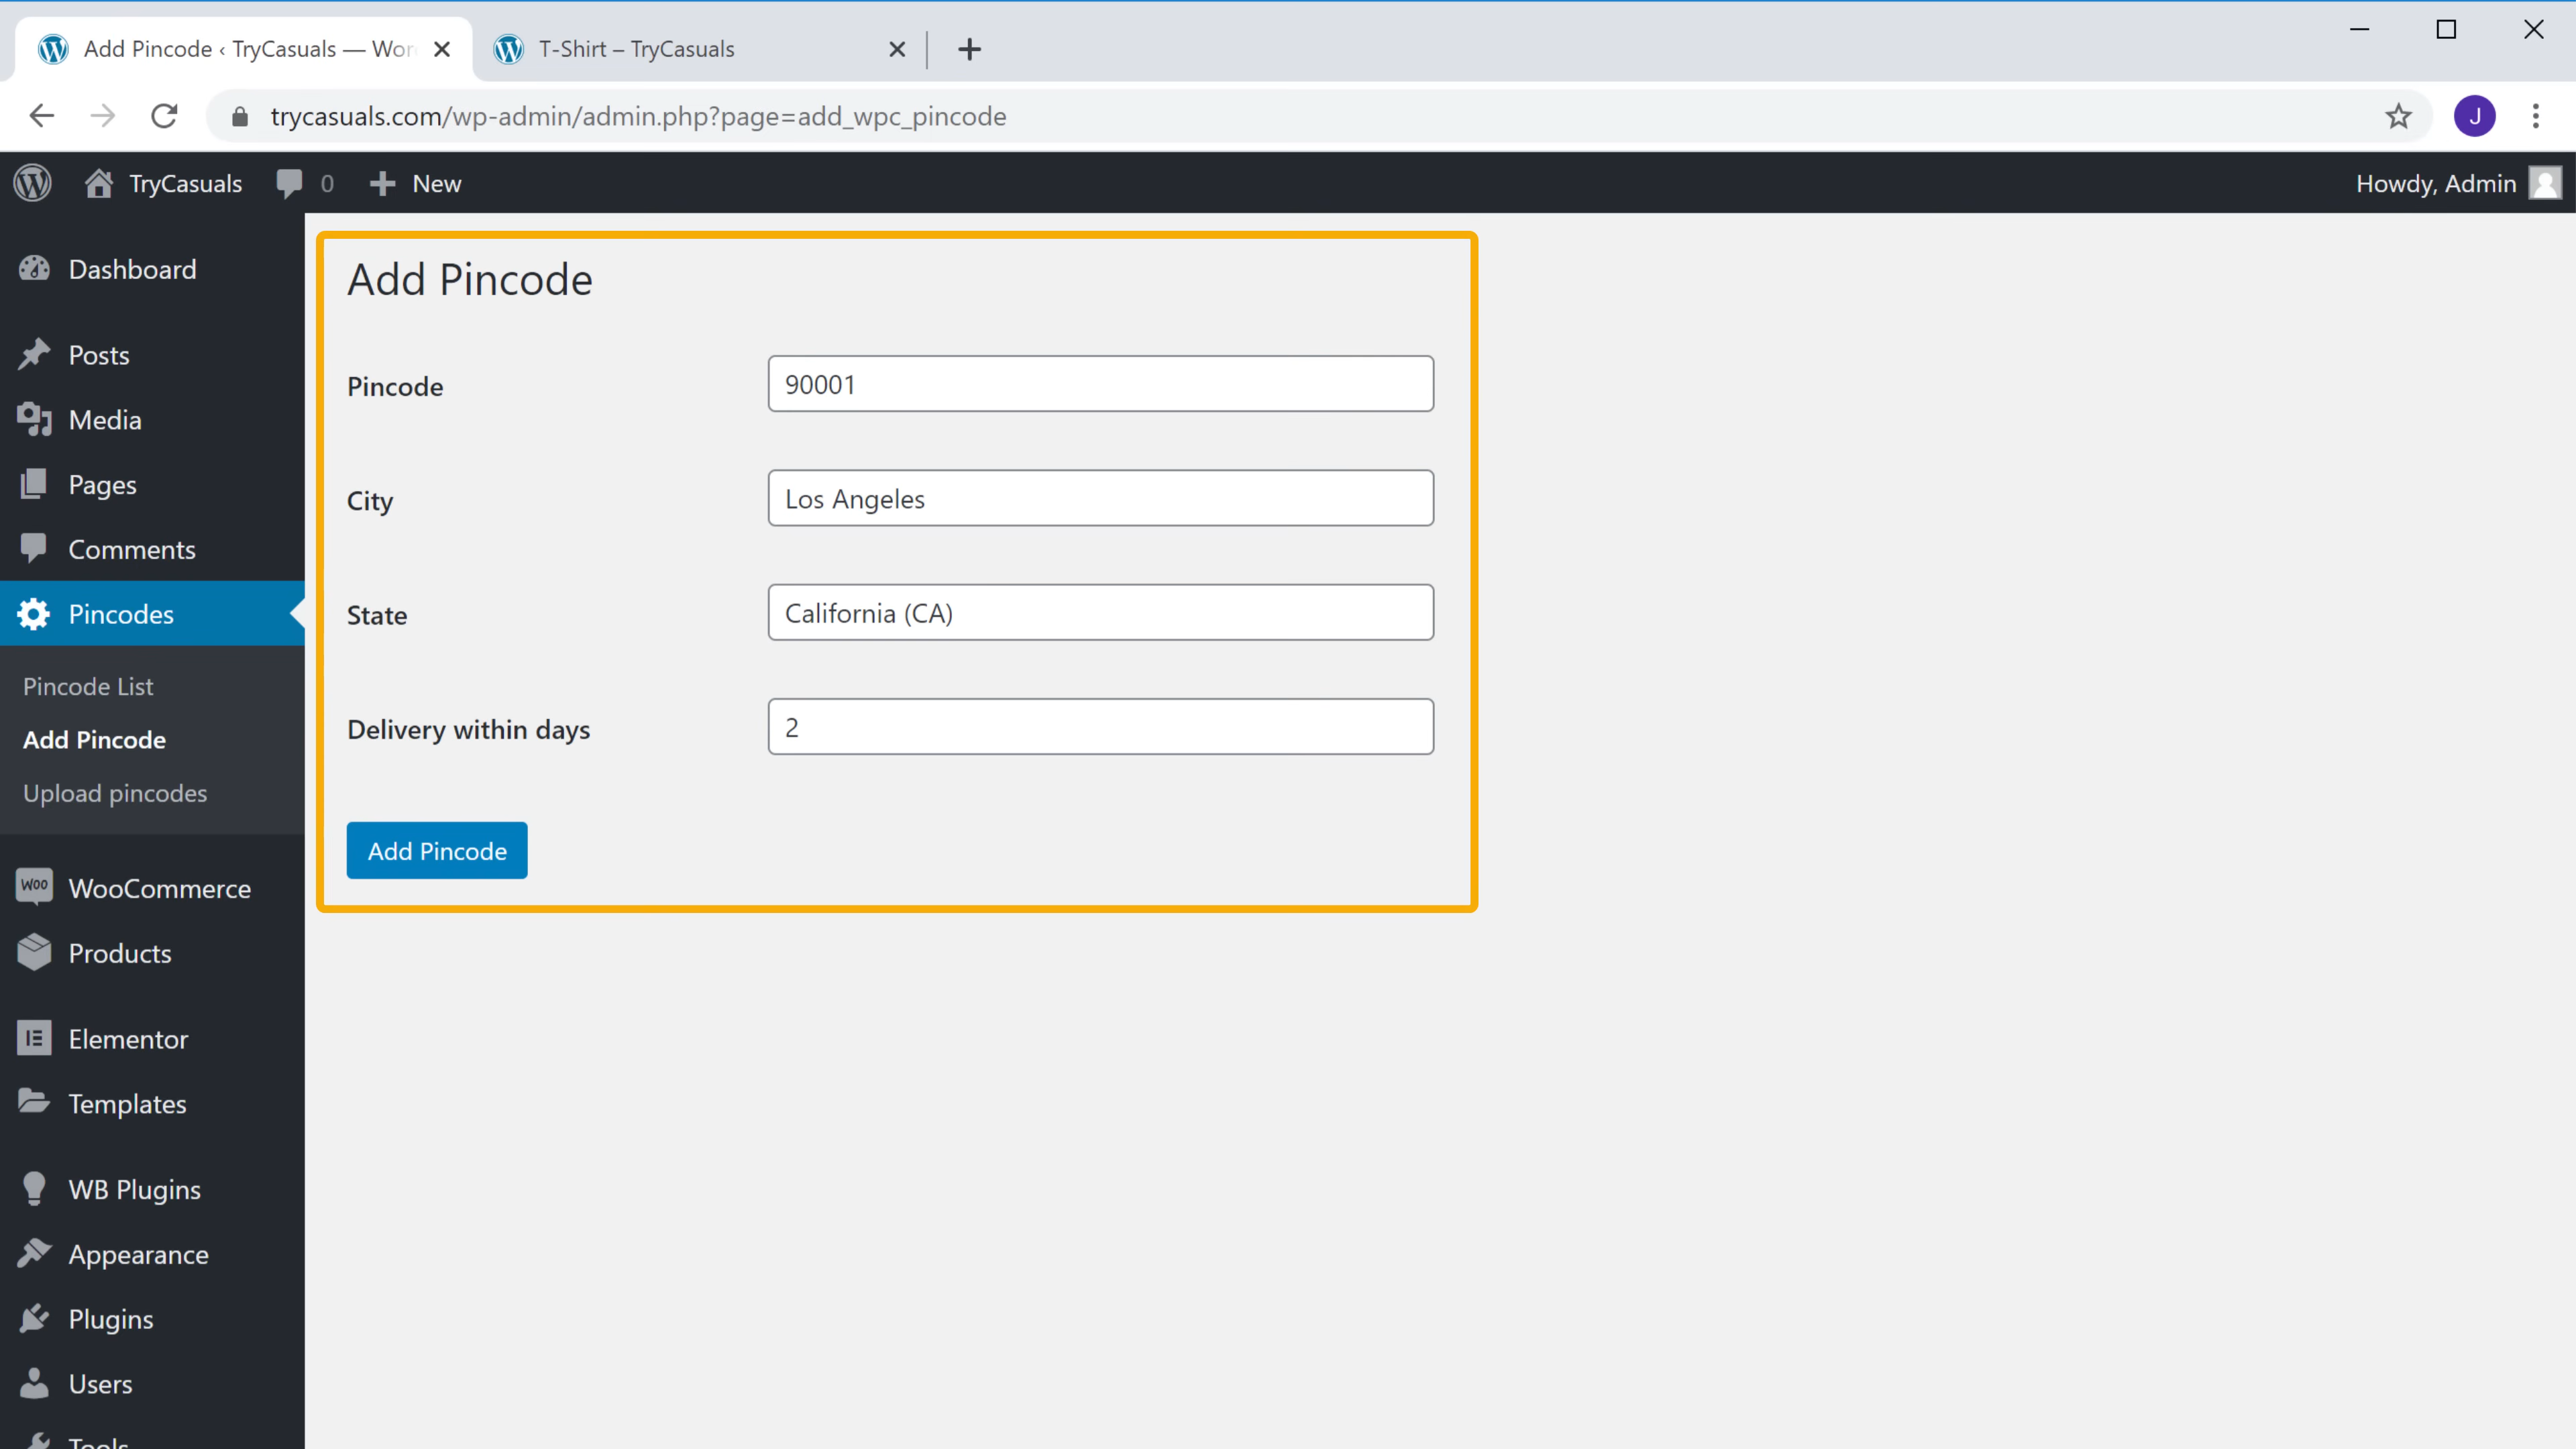 Add Pincode ‹ TryCasuals — Wor
T-Shirt – TryCasuals
trycasuals.com/wp-admin/admin.php?page=add_wpc_pincode
J
TryCasuals
0
New
Howdy, Admin
Dashboard
Posts
Media
Pages
Comments
Pincodes
Pincode List
Add Pincode
Upload pincodes
Woo WooCommerce
Products
Elementor
Templates
WB Plugins
Appearance
Plugins
Users
Tools
Add Pincode
Pincode 90001
City Los Angeles
State California (CA)
Delivery within days 2
Add Pincode